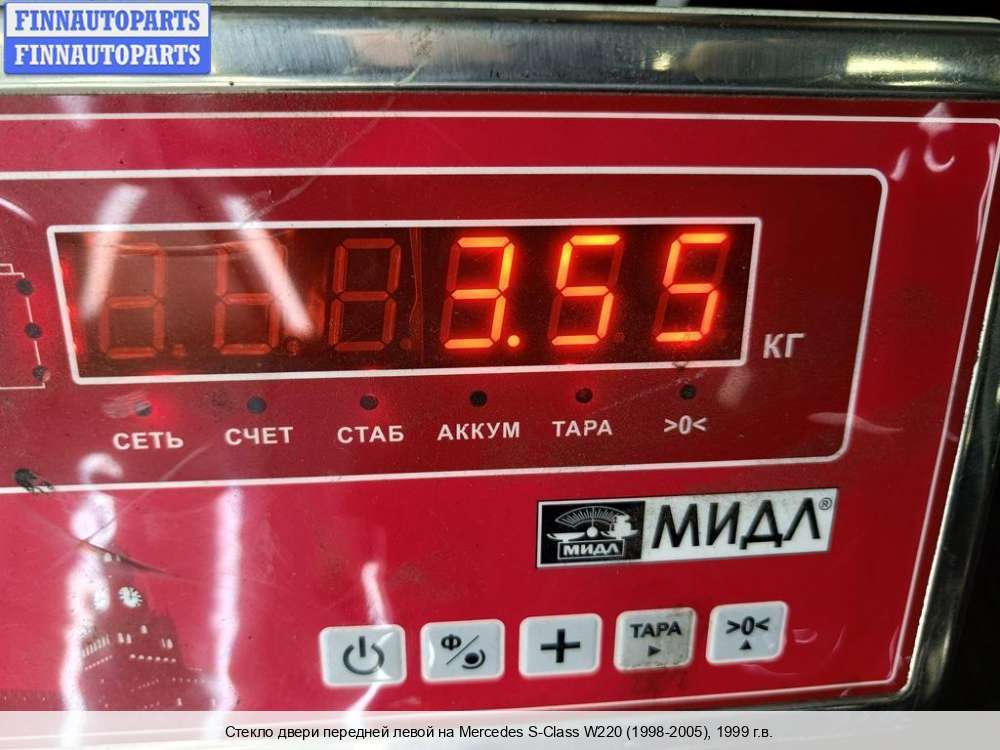 FINNAUTOPARTS
FINNAUTOPARTS
3.55
КГ
СЕТЬ СЧЕТ СТАБ АККУМ ТАРА >0<
МИДЛ МИДЛ®
Ф ТАРА >0<
Стекло двери передней левой на Mercedes S-Class W220 (1998-2005), 1999 г.в.